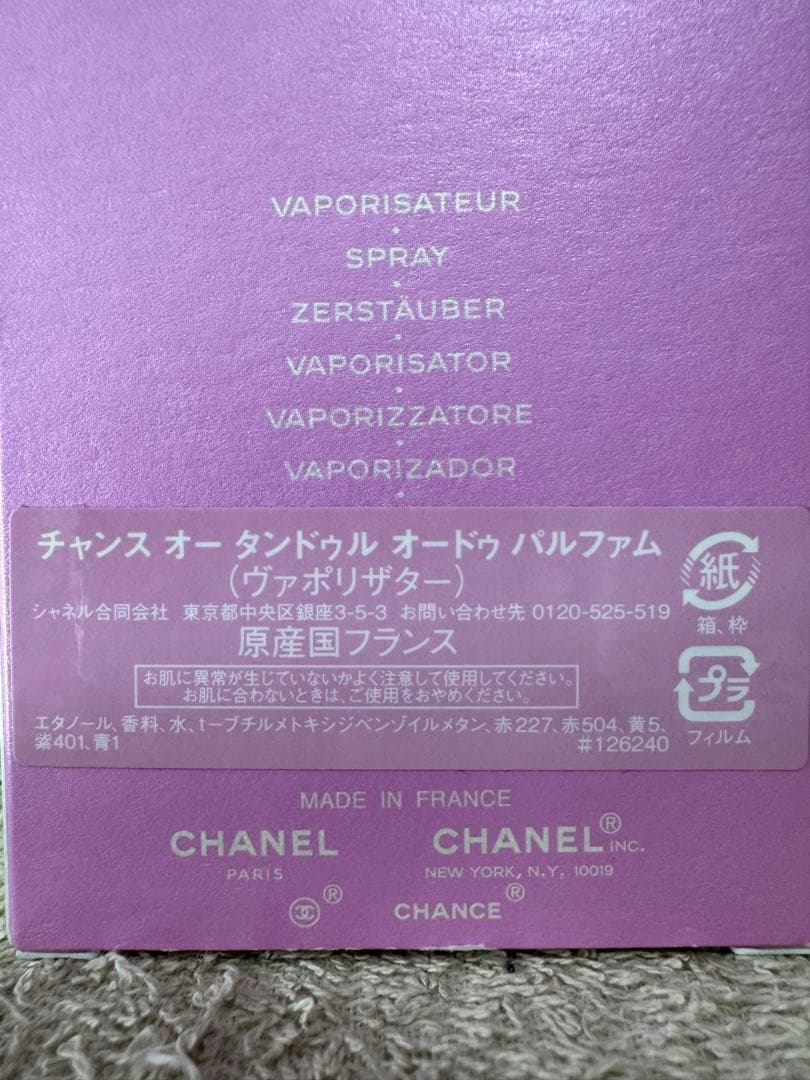 VAPORISATEUR
SPRAY
ZERSTÄUBER
VAPORISATOR
VAPORIZZATORE
VAPORIZADOR
チャンス オー タンドゥル オードゥ パルファム
(ヴァポリザター)
シャネル合同会社 東京都中央区銀座3-5-3 お問い合わせ先 0120-525-519
原産国フランス
お肌に異常が生じていないかよく注意して使用してください。
お肌に合わないときは、ご使用をおやめください。
エタノール、香料、水、t-ブチルメトキシジベンゾイルメタン、赤227、赤504、黄5、
紫401、青1 #126240
紙
箱、枠
プラ
フィルム
MADE IN FRANCE
CHANEL CHANEL® INC.
PARIS NEW YORK, N.Y. 10019
® CHANCE®